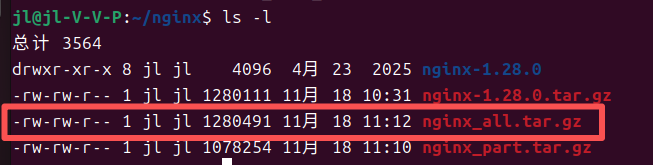 jl@jl-V-V-P:~/nginx$ ls -l
总计 3564
drwxr-xr-x 8 jl jl    4096  4月 23  2025 nginx-1.28.0
-rw-rw-r-- 1 jl jl 1280111 11月 18 10:31 nginx-1.28.0.tar.gz
-rw-rw-r-- 1 jl jl 1280491 11月 18 11:12 nginx_all.tar.gz
-rw-rw-r-- 1 jl jl 1078254 11月 18 11:10 nginx_part.tar.gz